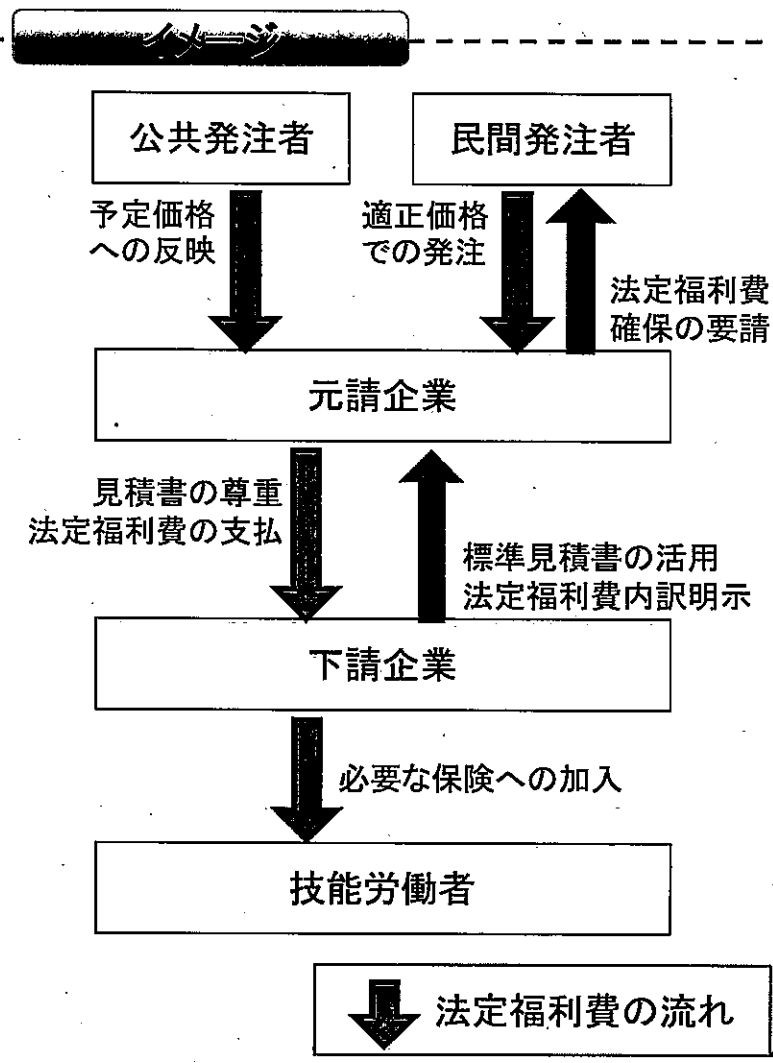 イメージ
公共発注者
民間発注者
予定価格
への反映
適正価格
での発注
法定福利費
確保の要請
元請企業
見積書の尊重
法定福利費の支払
標準見積書の活用
法定福利費内訳明示
下請企業
必要な保険への加入
技能労働者
法定福利費の流れ